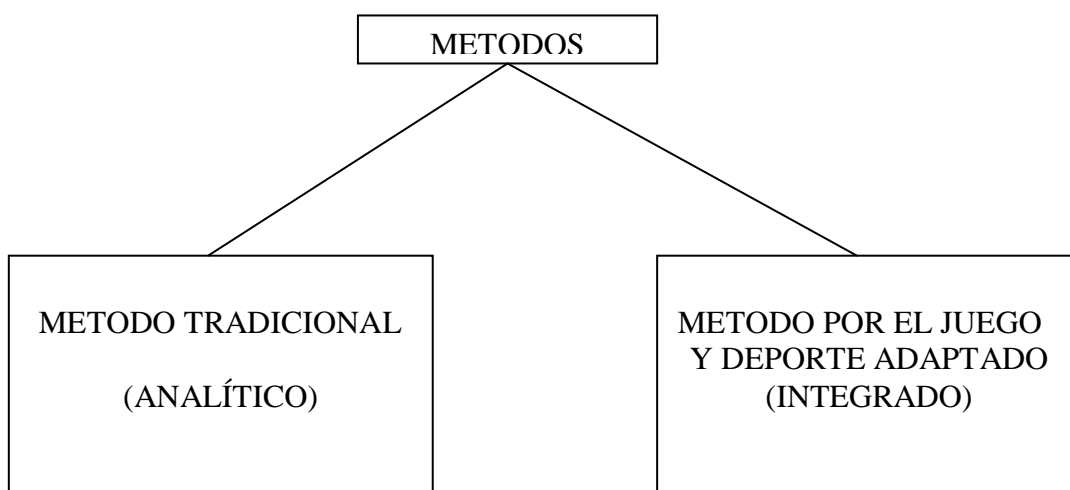 METODOS
METODO TRADICIONAL
(ANALÍTICO)
METODO POR EL JUEGO
Y DEPORTE ADAPTADO
(INTEGRADO)